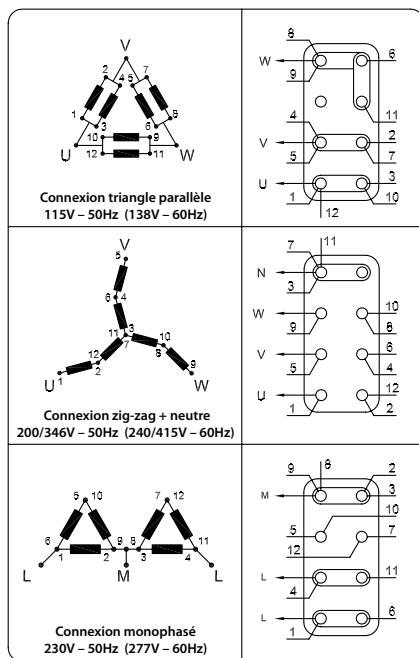 V
2 7
4 5
1 3 6 8
10 9
U 12 11 W
Connexion triangle parallèle
115V – 50Hz (138V – 60Hz)
8
W 6
9
11
4
V 2
5 7
U 3
1 10
12
V
5
6 4
11 3 10
12 7 8
2 9
U 1 W
Connexion zig-zag + neutre
200/346V – 50Hz (240/415V – 60Hz)
7 11
N
3
W 10
9 8
V 6
5 4
U 12
1 2
5 10 7 12
6 9 8 11
1 2 3 4
L M L
Connexion monophasé
230V – 50Hz (277V – 60Hz)
9 8 2
M 3
10
5 7
12
L 11
4
L 6
1